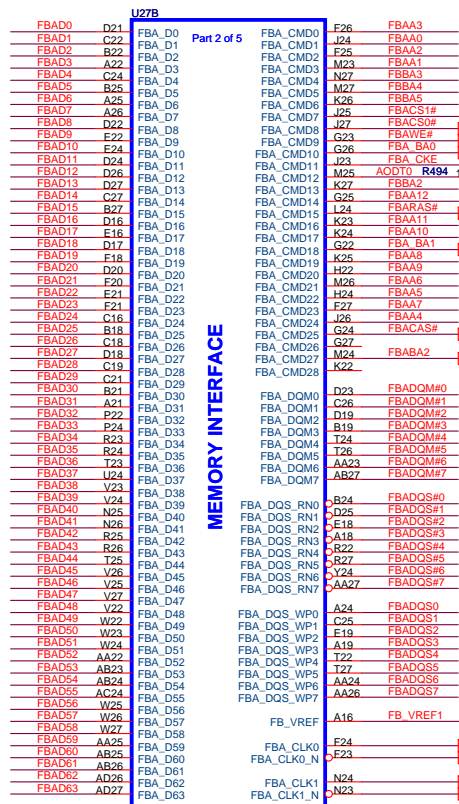 U27B
Part 2 of 5
FBAD0 D21 FBA_D0 FBA_CMD0 F26 FBAA3
FBAD1 C22 FBA_D1 FBA_CMD1 J24 FBAA0
FBAD2 B22 FBA_D2 FBA_CMD2 F25 FBAA2
FBAD3 A22 FBA_D3 FBA_CMD3 M23 FBAA1
FBAD4 C24 FBA_D4 FBA_CMD4 N27 FBBA3
FBAD5 B25 FBA_D5 FBA_CMD5 M27 FBBA4
FBAD6 A25 FBA_D6 FBA_CMD6 K26 FBBA5
FBAD7 A26 FBA_D7 FBA_CMD7 J25 FBACS1#
FBAD8 D22 FBA_D8 FBA_CMD8 J27 FBACS0#
FBAD9 E22 FBA_D9 FBA_CMD9 G23 FBAWE#
FBAD10 E24 FBA_D10 FBA_CMD10 G26 FBA_BA0
FBAD11 D24 FBA_D11 FBA_CMD11 J23 FBA_CKE
FBAD12 D26 FBA_D12 FBA_CMD12 M25 AODT0 R494
FBAD13 D27 FBA_D13 FBA_CMD13 K27 FBBA2
FBAD14 C27 FBA_D14 FBA_CMD14 G25 FBAA12
FBAD15 B27 FBA_D15 FBA_CMD15 L24 FBARAS#
FBAD16 D16 FBA_D16 FBA_CMD16 K23 FBAA11
FBAD17 E16 FBA_D17 FBA_CMD17 K24 FBAA10
FBAD18 D17 FBA_D18 FBA_CMD18 G22 FBA_BA1
FBAD19 F18 FBA_D19 FBA_CMD19 K25 FBAA8
FBAD20 D20 FBA_D20 FBA_CMD20 H22 FBAA9
FBAD21 F20 FBA_D21 FBA_CMD21 M26 FBAA6
FBAD22 E21 FBA_D22 FBA_CMD22 H24 FBAA5
FBAD23 F21 FBA_D23 FBA_CMD23 F27 FBAA7
FBAD24 C16 FBA_D24 FBA_CMD24 J26 FBAA4
FBAD25 B18 FBA_D25 FBA_CMD25 G24 FBACAS#
FBAD26 C18 FBA_D26 FBA_CMD26 G27
FBAD27 D18 FBA_D27 FBA_CMD27 M24 FBABA2
FBAD28 C19 FBA_D28 FBA_CMD28 K22
FBAD29 C21 FBA_D29
FBAD30 B21 FBA_D30 FBA_DQM0 D23 FBADQM#0
FBAD31 A21 FBA_D31 FBA_DQM1 C26 FBADQM#1
FBAD32 P22 FBA_D32 FBA_DQM2 D19 FBADQM#2
FBAD33 P24 FBA_D33 FBA_DQM3 B19 FBADQM#3
FBAD34 R23 FBA_D34 FBA_DQM4 T24 FBADQM#4
FBAD35 R24 FBA_D35 FBA_DQM5 T26 FBADQM#5
FBAD36 T23 FBA_D36 FBA_DQM6 AA23 FBADQM#6
FBAD37 U24 FBA_D37 FBA_DQM7 AB27 FBADQM#7
FBAD38 V23 FBA_D38
FBAD39 V24 FBA_D39 FBA_DQS_RN0 B24 FBADQS#0
FBAD40 N25 FBA_D40 FBA_DQS_RN1 D25 FBADQS#1
FBAD41 N26 FBA_D41 FBA_DQS_RN2 E18 FBADQS#2
FBAD42 R25 FBA_D42 FBA_DQS_RN3 A18 FBADQS#3
FBAD43 R26 FBA_D43 FBA_DQS_RN4 R22 FBADQS#4
FBAD44 T25 FBA_D44 FBA_DQS_RN5 R27 FBADQS#5
FBAD45 V26 FBA_D45 FBA_DQS_RN6 Y24 FBADQS#6
FBAD46 V25 FBA_D46 FBA_DQS_RN7 AA27 FBADQS#7
FBAD47 V27 FBA_D47
FBAD48 V22 FBA_D48 FBA_DQS_WP0 A24 FBADQS0
FBAD49 W22 FBA_D49 FBA_DQS_WP1 C25 FBADQS1
FBAD50 W23 FBA_D50 FBA_DQS_WP2 E19 FBADQS2
FBAD51 W24 FBA_D51 FBA_DQS_WP3 A19 FBADQS3
FBAD52 AA22 FBA_D52 FBA_DQS_WP4 T22 FBADQS4
FBAD53 AB23 FBA_D53 FBA_DQS_WP5 T27 FBADQS5
FBAD54 AB24 FBA_D54 FBA_DQS_WP6 AA24 FBADQS6
FBAD55 AC24 FBA_D55 FBA_DQS_WP7 AA26 FBADQS7
FBAD56 W25 FBA_D56
FBAD57 W26 FBA_D57 FB_VREF A16 FB_VREF1
FBAD58 W27 FBA_D58
FBAD59 AA25 FBA_D59 FBA_CLK0 F24
FBAD60 AB25 FBA_D60 FBA_CLK0_N F23
FBAD61 AB26 FBA_D61
FBAD62 AD26 FBA_D62 FBA_CLK1 N24
FBAD63 AD27 FBA_D63 FBA_CLK1_N N23
MEMORY INTERFACE